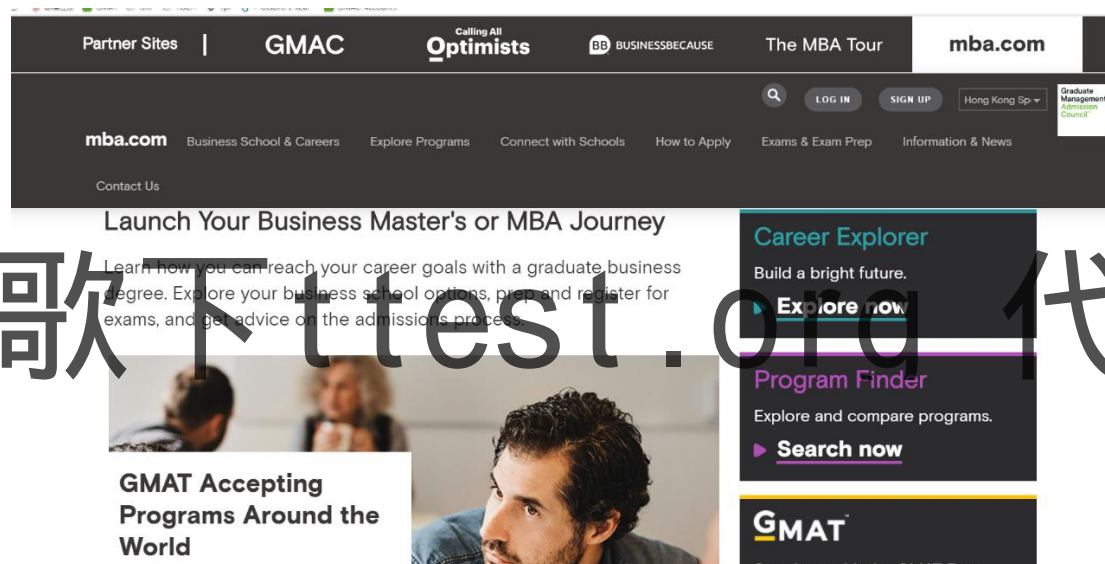 Partner Sites | GMAC Calling All Optimists BB BUSINESSBECAUSE The MBA Tour mba.com
LOG IN SIGN UP Hong Kong Sp
Graduate
Management
Admission
Council
mba.com Business School & Careers Explore Programs Connect with Schools How to Apply Exams & Exam Prep Information & News
Contact Us
Launch Your Business Master's or MBA Journey
Learn how you can reach your career goals with a graduate business
degree. Explore your business school options, prep and register for
exams, and get advice on the admissions process.
Career Explorer
Build a bright future.
Explore now
歌下ttest.org 代
Program Finder
Explore and compare programs.
Search now
GMAT Accepting
Programs Around the
World
GMAT™